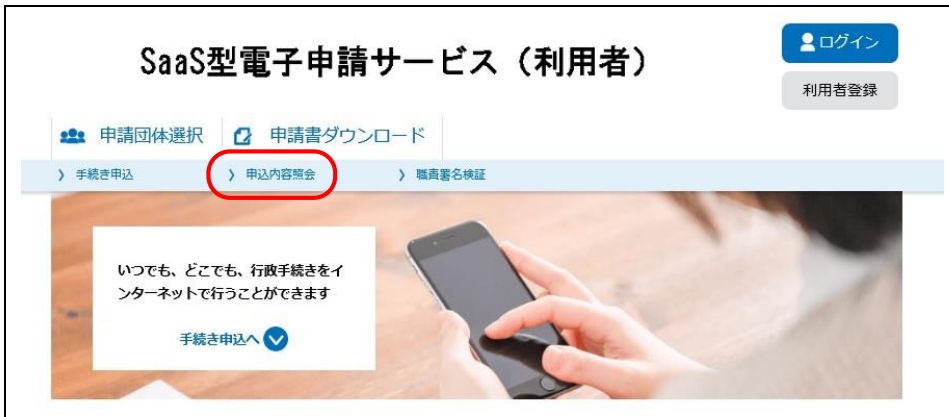 SaaS型電子申請サービス（利用者）
ログイン
利用者登録
申請団体選択
申請書ダウンロード
手続き申込
申込内容照会
職責署名検証
いつでも、どこでも、行政手続きをイ
ンターネットで行うことができます
手続き申込へ